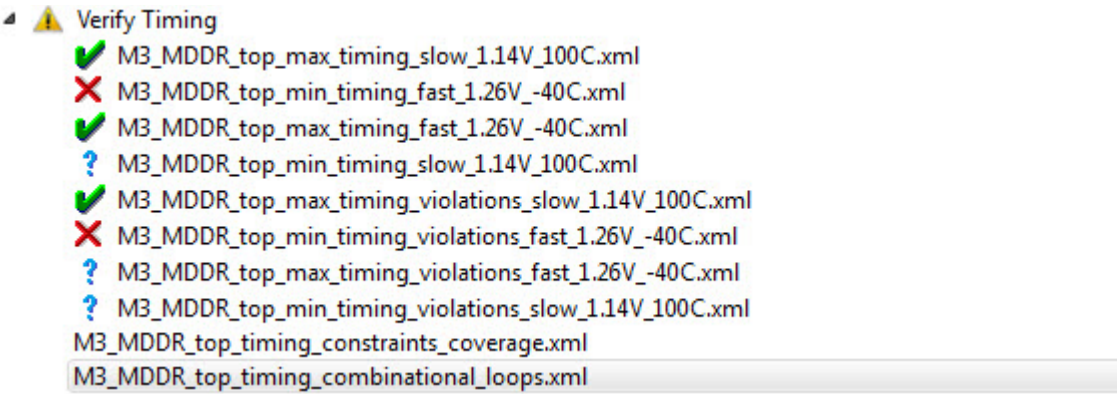 Verify Timing
M3_MDDR_top_max_timing_slow_1.14V_100C.xml
M3_MDDR_top_min_timing_fast_1.26V_-40C.xml
M3_MDDR_top_max_timing_fast_1.26V_-40C.xml
M3_MDDR_top_min_timing_slow_1.14V_100C.xml
M3_MDDR_top_max_timing_violations_slow_1.14V_100C.xml
M3_MDDR_top_min_timing_violations_fast_1.26V_-40C.xml
M3_MDDR_top_max_timing_violations_fast_1.26V_-40C.xml
M3_MDDR_top_min_timing_violations_slow_1.14V_100C.xml
M3_MDDR_top_timing_constraints_coverage.xml
M3_MDDR_top_timing_combinational_loops.xml